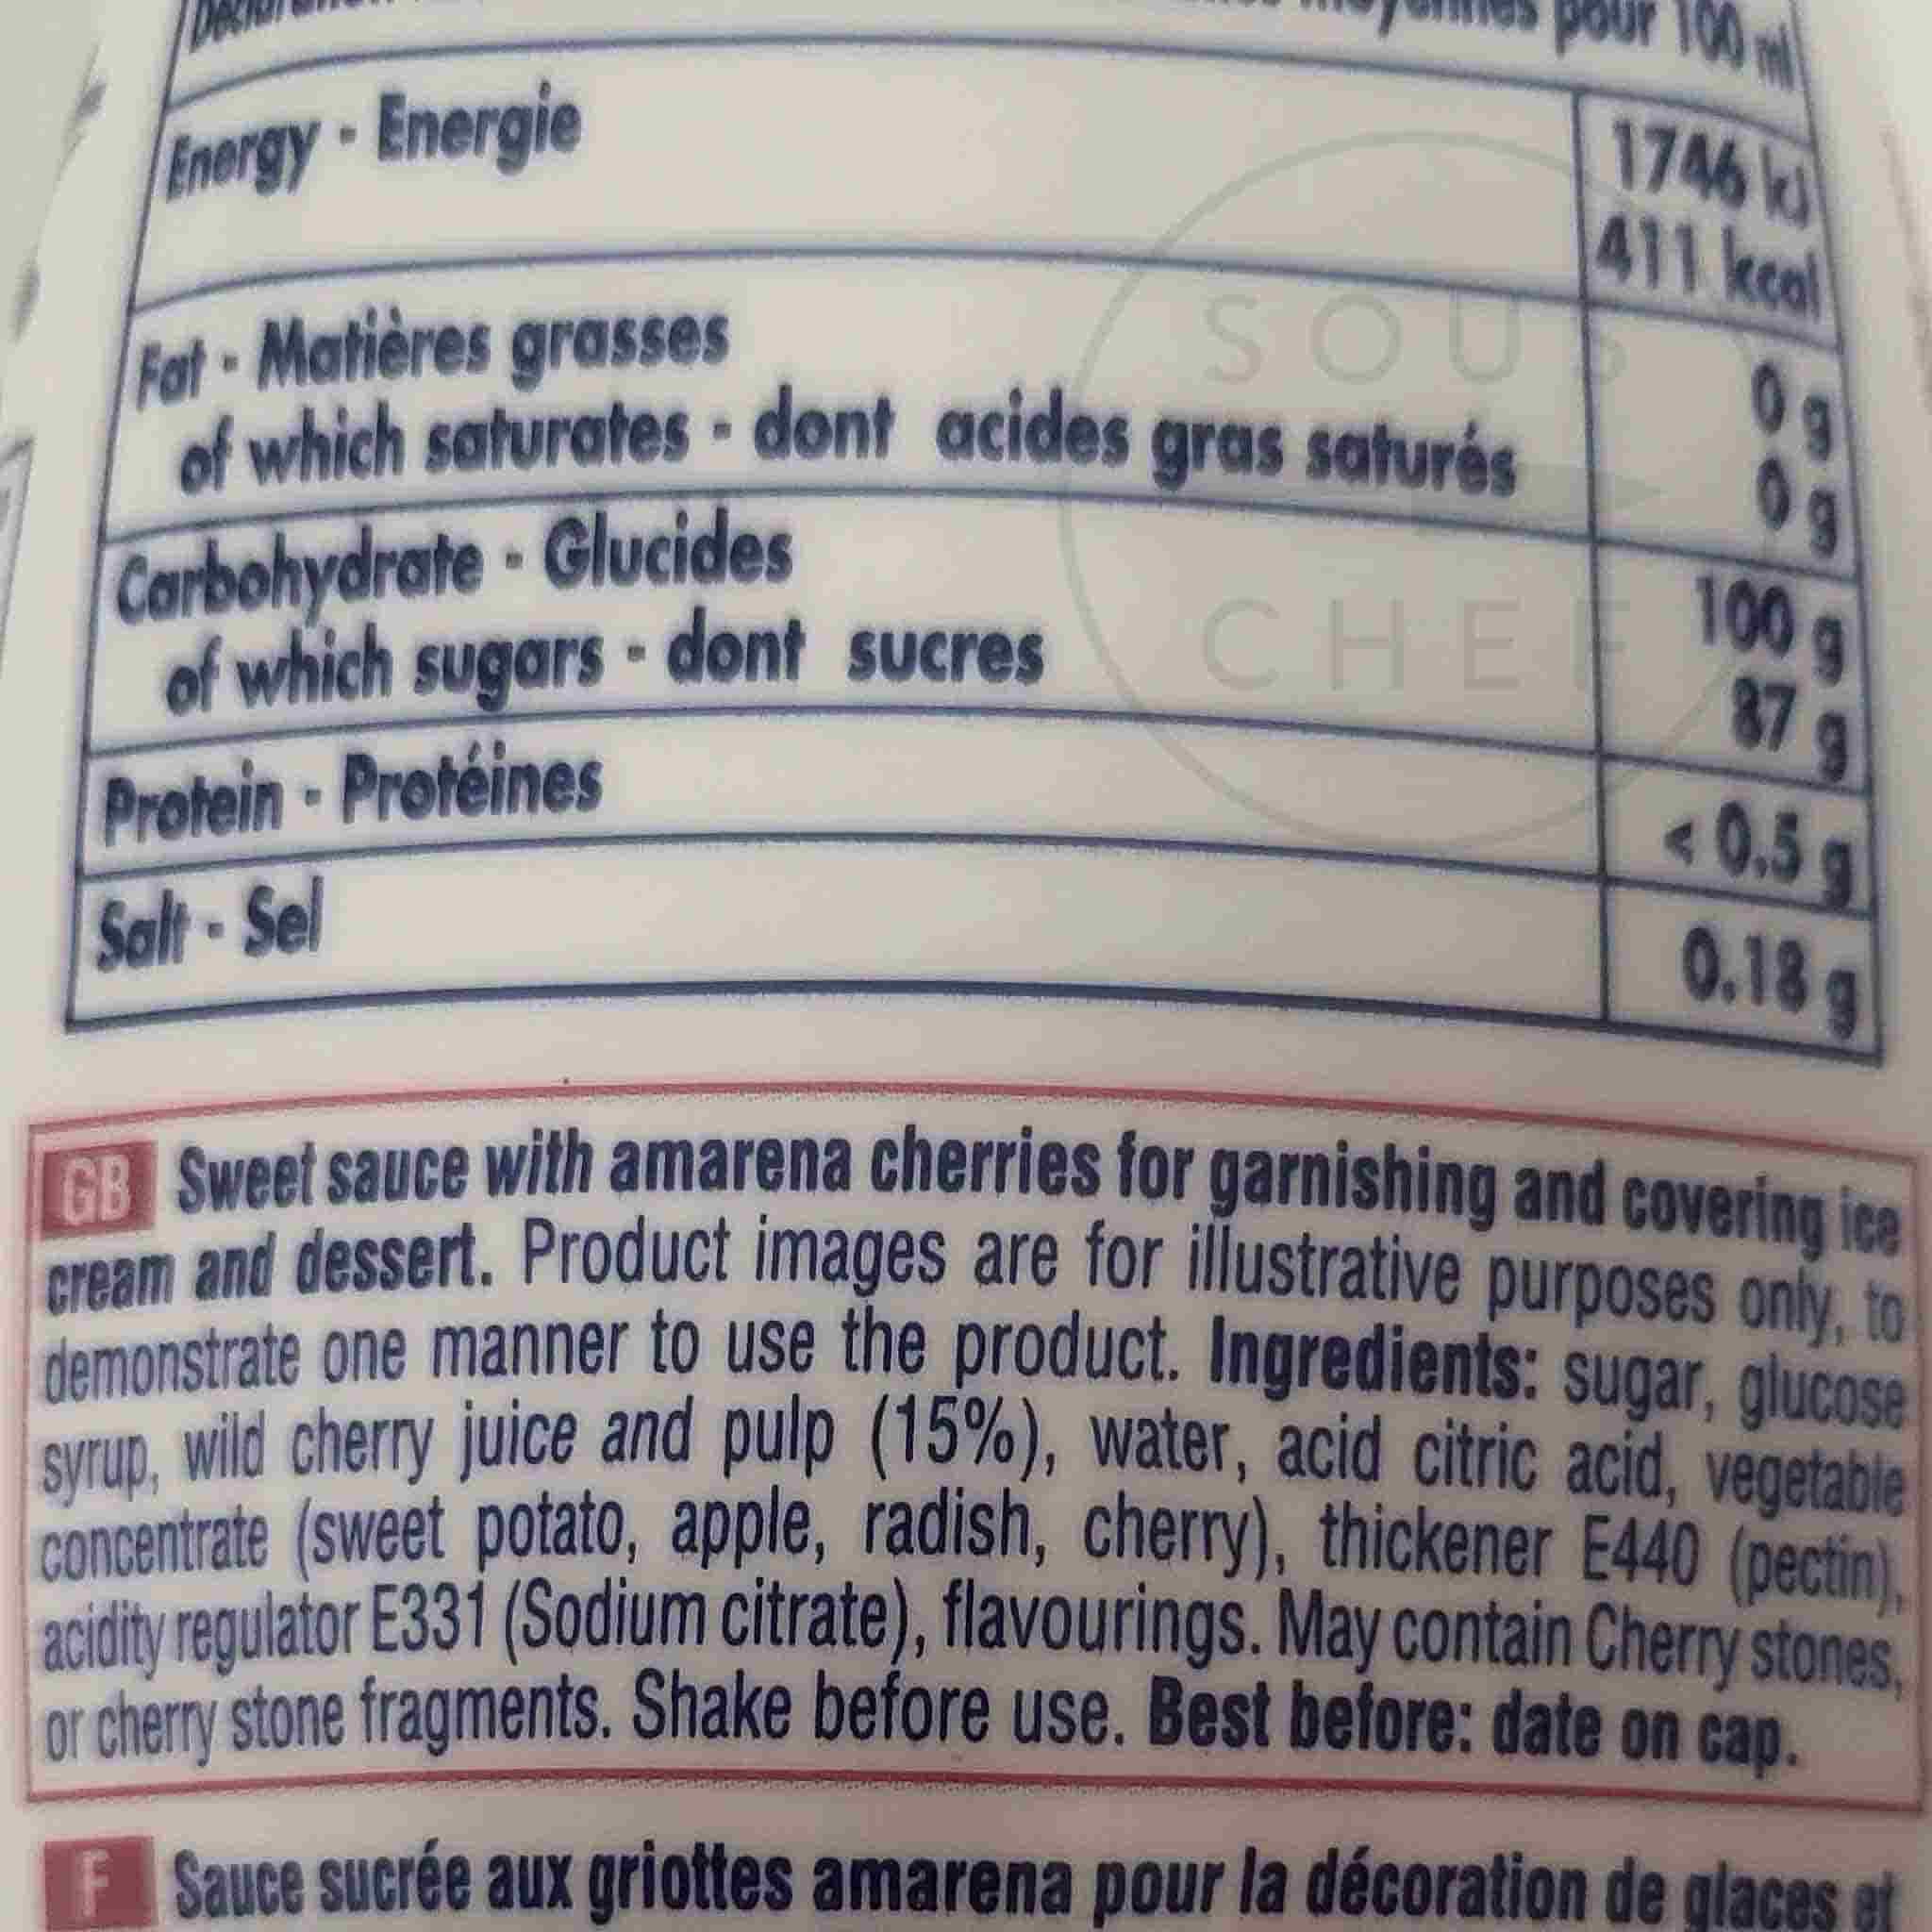 pour 100 ml
Energy - Energie
1746 kJ
411 kcal
Fat - Matières grasses 0 g
of which saturates - dont acides gras saturés 0 g
Carbohydrate - Glucides 100 g
of which sugars - dont sucres 87 g
Protein - Protéines < 0.5 g
Salt - Sel 0.18 g
SOUS
CHEF
GB Sweet sauce with amarena cherries for garnishing and covering ice
cream and dessert. Product images are for illustrative purposes only, to
demonstrate one manner to use the product. Ingredients: sugar, glucose
syrup, wild cherry juice and pulp (15%), water, acid citric acid, vegetable
concentrate (sweet potato, apple, radish, cherry), thickener E440 (pectin),
acidity regulator E331 (Sodium citrate), flavourings. May contain Cherry stones,
or cherry stone fragments. Shake before use. Best before: date on cap.
F Sauce sucrée aux griottes amarena pour la décoration de glaces et